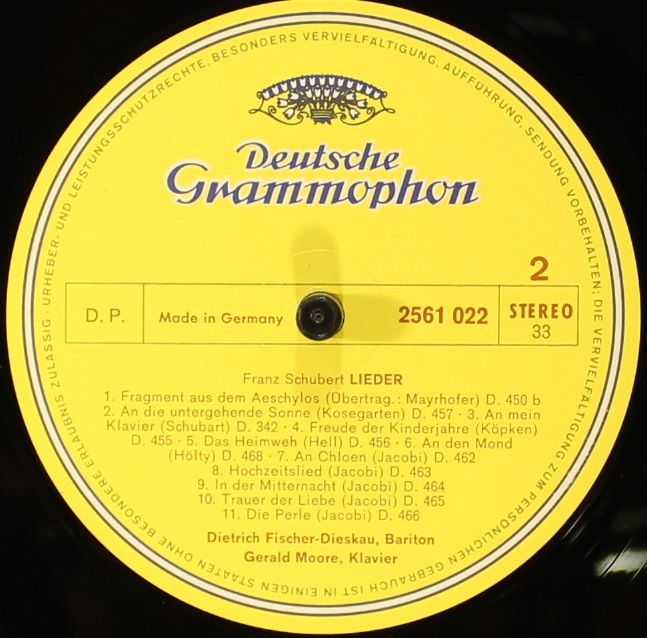 URHEBER- UND LEISTUNGSSCHUTZRECHTE, BESONDERS VERVIELFÄLTIGUNG, AUFFÜHRUNG, SENDUNG VORBEHALTEN; DIE VERVIELFÄLTIGUNG ZUM PERSÖNLICHEN GEBRAUCH IST IN EINIGEN STAATEN OHNE BESONDERE ERLAUBNIS ZULÄSSIG ·
Deutsche
Grammophon
2
D. P.
Made in Germany
2561 022
STEREO
33
Franz Schubert LIEDER
1. Fragment aus dem Aeschylos (Übertrag.: Mayrhofer) D. 450 b
2. An die untergehende Sonne (Kosegarten) D. 457 · 3. An mein
Klavier (Schubart) D. 342 · 4. Freude der Kinderjahre (Köpken)
D. 455 · 5. Das Heimweh (Hell) D. 456 · 6. An den Mond
(Hölty) D. 468 · 7. An Chloen (Jacobi) D. 462
8. Hochzeitslied (Jacobi) D. 463
9. In der Mitternacht (Jacobi) D. 464
10. Trauer der Liebe (Jacobi) D. 465
11. Die Perle (Jacobi) D. 466
Dietrich Fischer-Dieskau, Bariton
Gerald Moore, Klavier